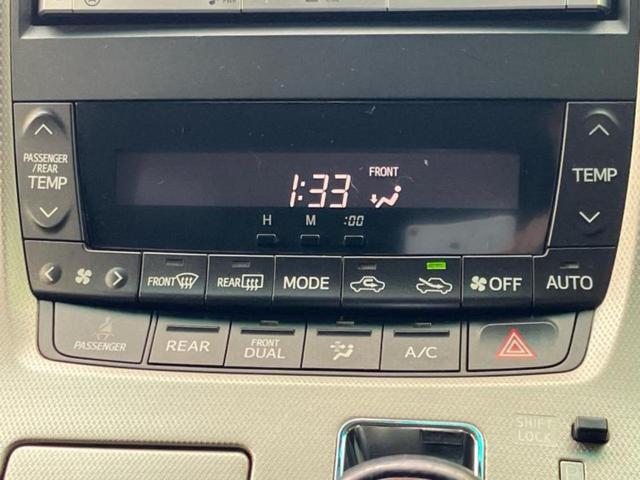 PASSENGER
/REAR
TEMP
FRONT
1:33
H M :00
TEMP
FRONT REAR MODE OFF AUTO
PASSENGER
REAR
FRONT
DUAL
A/C
SHIFT
LOCK